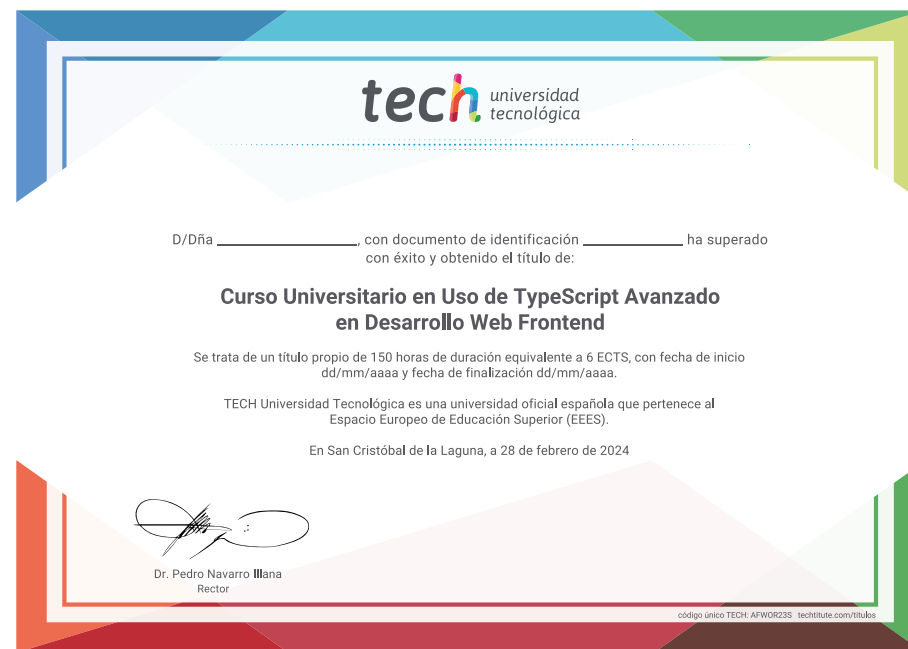 tech universidad
tecnológica
D/Dña ____________________, con documento de identificación ______________ ha superado
con éxito y obtenido el título de:
Curso Universitario en Uso de TypeScript Avanzado
en Desarrollo Web Frontend
Se trata de un título propio de 150 horas de duración equivalente a 6 ECTS, con fecha de inicio
dd/mm/aaaa y fecha de finalización dd/mm/aaaa.
TECH Universidad Tecnológica es una universidad oficial española que pertenece al
Espacio Europeo de Educación Superior (EEES).
En San Cristóbal de la Laguna, a 28 de febrero de 2024
Dr. Pedro Navarro Illana
Rector
código único TECH: AFWOR23S techtitute.com/titulos